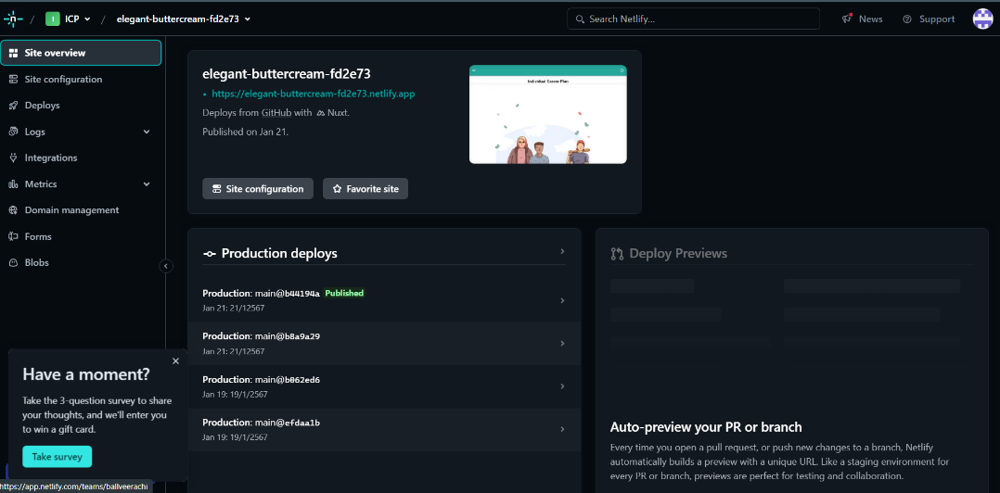 / I ICP / elegant-buttercream-fd2e73
Search Netlify...
News
Support
Site overview
Site configuration
Deploys
Logs
Integrations
Metrics
Domain management
Forms
Blobs
elegant-buttercream-fd2e73
https://elegant-buttercream-fd2e73.netlify.app
Deploys from GitHub with Nuxt.
Published on Jan 21.
Site configuration
Favorite site
Individual Career Plan
Production deploys
Production: main@b44194a Published
Jan 21: 21/12567
Production: main@b8a9a29
Jan 21: 21/12567
Production: main@b062ed6
Jan 19: 19/1/2567
Production: main@efdaa1b
Jan 19: 19/1/2567
Deploy Previews
Auto-preview your PR or branch
Every time you open a pull request, or push new changes to a branch, Netlify
automatically builds a preview with a unique URL. Like a staging environment for
every PR or branch, previews are perfect for testing and collaboration.
Have a moment?
Take the 3-question survey to share
your thoughts, and we'll enter you
to win a gift card.
Take survey
https://app.netlify.com/teams/ballveerachi